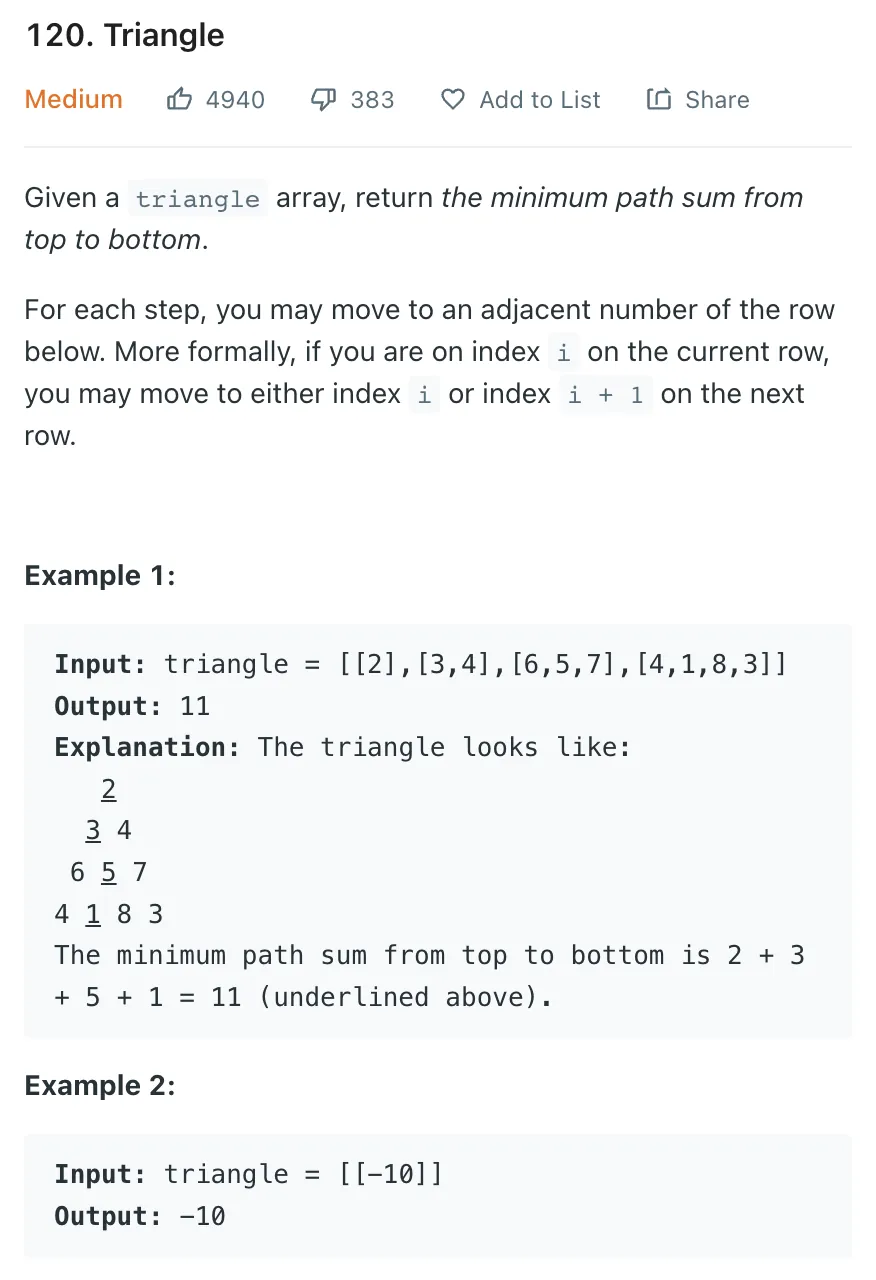 120. Triangle
Medium 4940 383 Add to List Share
Given a triangle array, return the minimum path sum from
top to bottom.
For each step, you may move to an adjacent number of the row
below. More formally, if you are on index i on the current row,
you may move to either index i or index i + 1 on the next
row.
Example 1:
Input: triangle = [[2],[3,4],[6,5,7],[4,1,8,3]]
Output: 11
Explanation: The triangle looks like:
2
3 4
6 5 7
4 1 8 3
The minimum path sum from top to bottom is 2 + 3
+ 5 + 1 = 11 (underlined above).
Example 2:
Input: triangle = [[-10]]
Output: -10